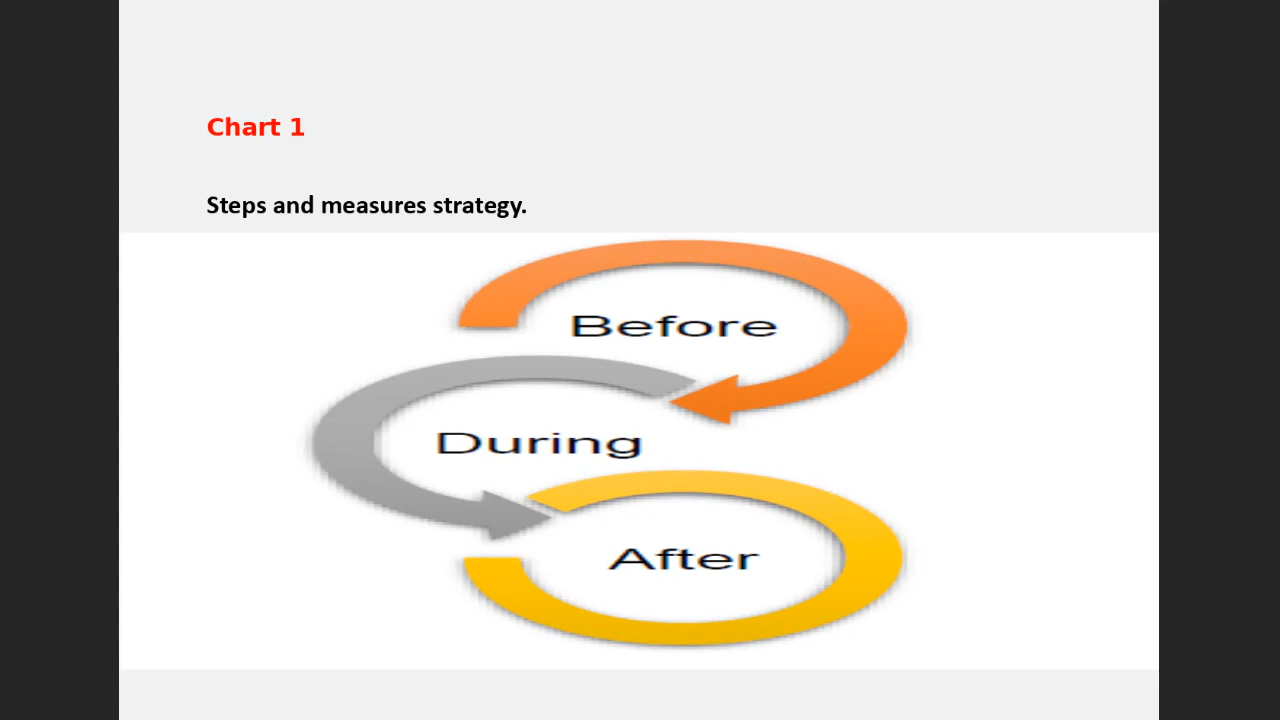 Chart 1
Steps and measures strategy.
Before
During
After